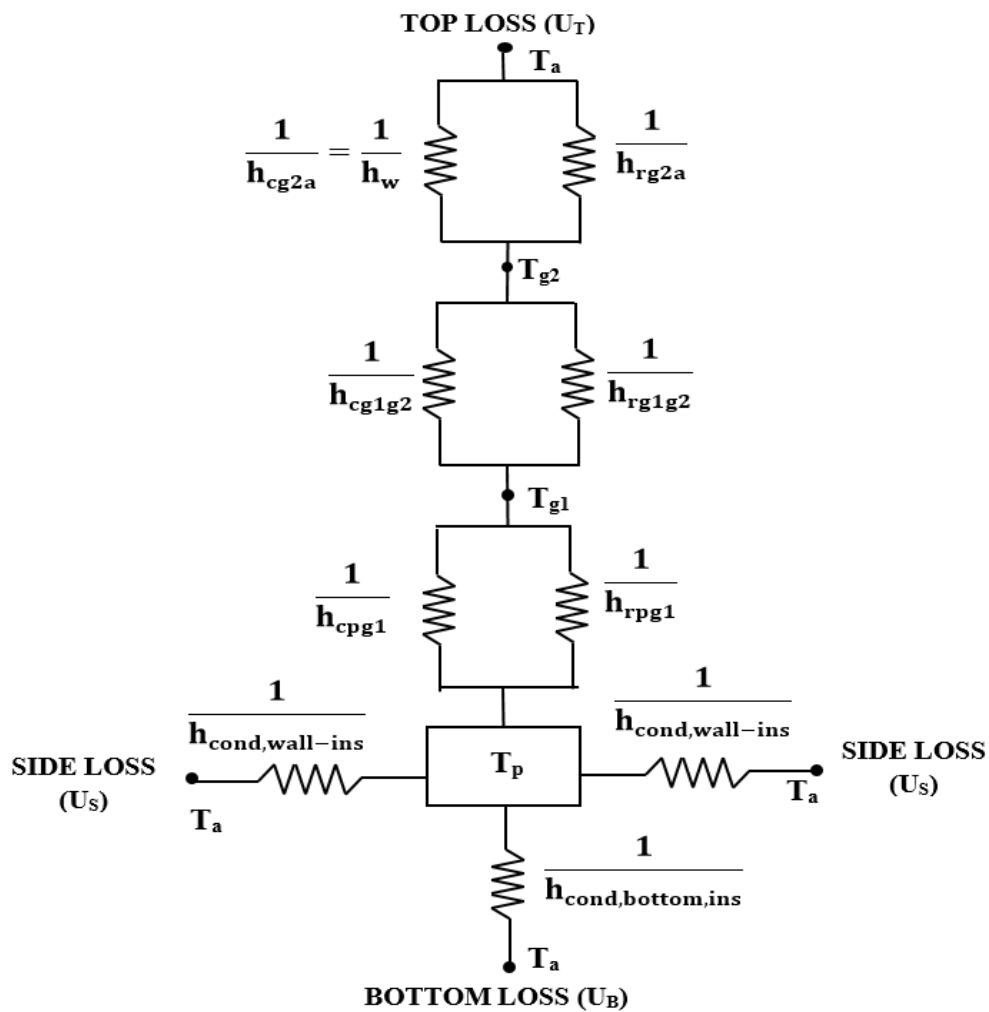 TOP LOSS (U_T)
T_a
1/h_cg2a = 1/h_w
1/h_rg2a
T_g2
1/h_cg1g2
1/h_rg1g2
T_g1
1/h_cpg1
1/h_rpg1
1/h_cond,wall−ins
1/h_cond,wall−ins
SIDE LOSS
(U_S)
T_a
T_p
T_a
SIDE LOSS
(U_S)
1/h_cond,bottom,ins
T_a
BOTTOM LOSS (U_B)